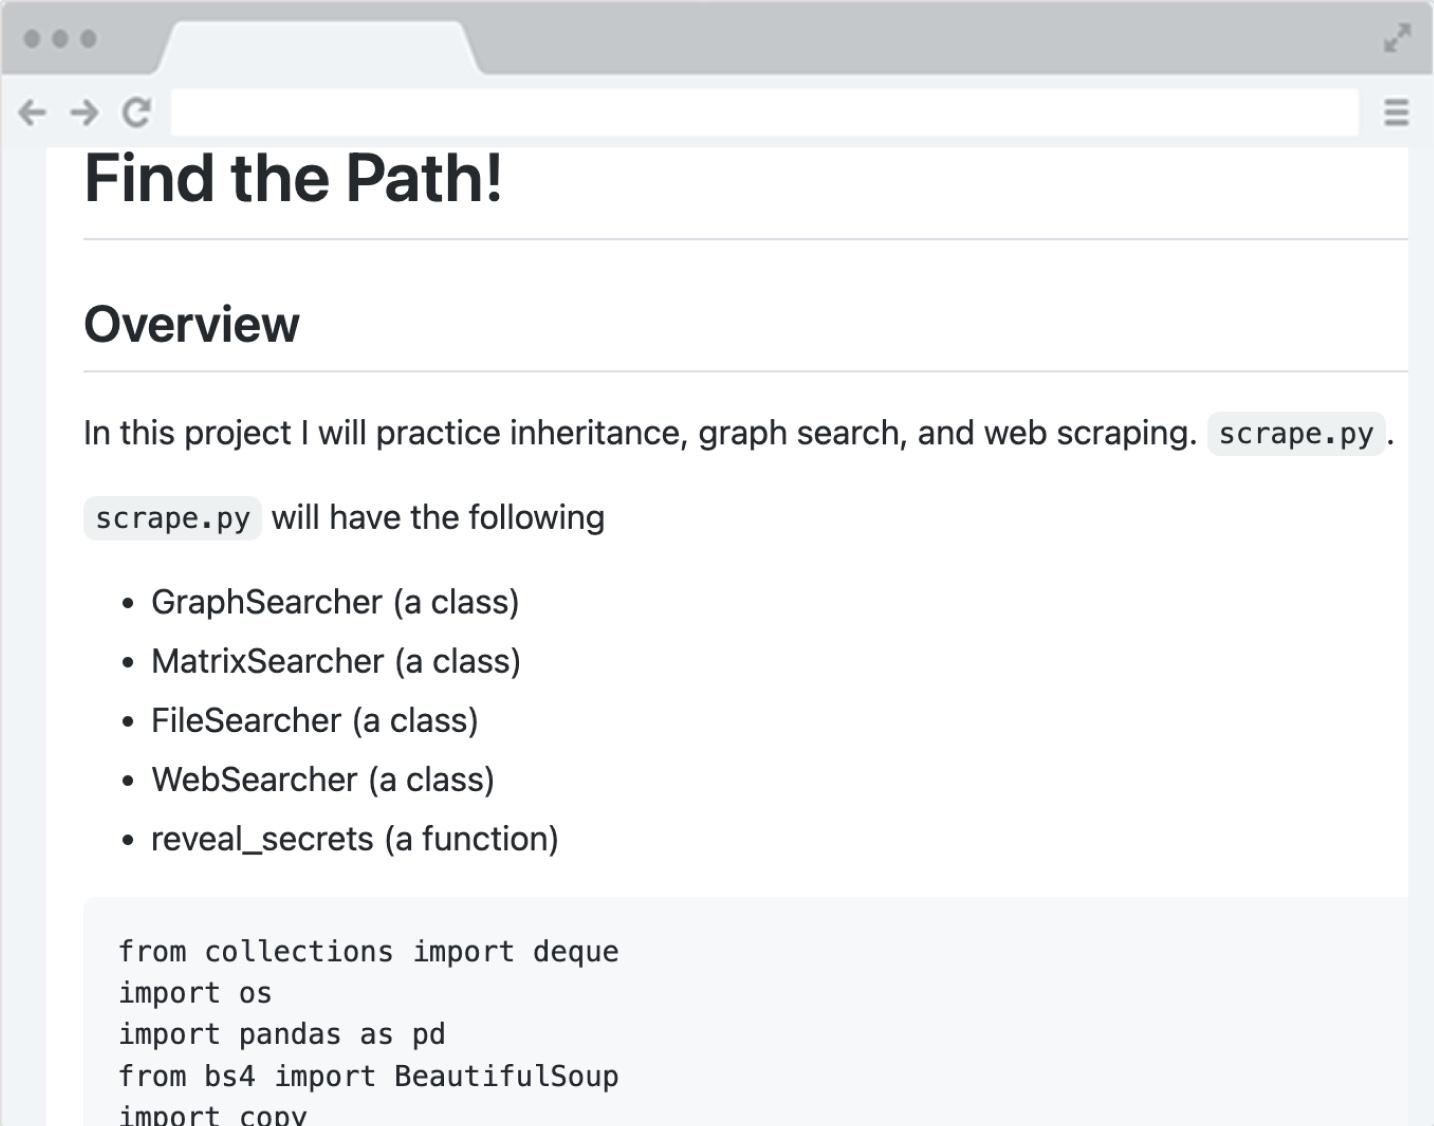 Find the Path!
Overview
In this project I will practice inheritance, graph search, and web scraping. scrape.py.
scrape.py will have the following
• GraphSearcher (a class)
• MatrixSearcher (a class)
• FileSearcher (a class)
• WebSearcher (a class)
• reveal_secrets (a function)
from collections import deque
import os
import pandas as pd
from bs4 import BeautifulSoup
import copy